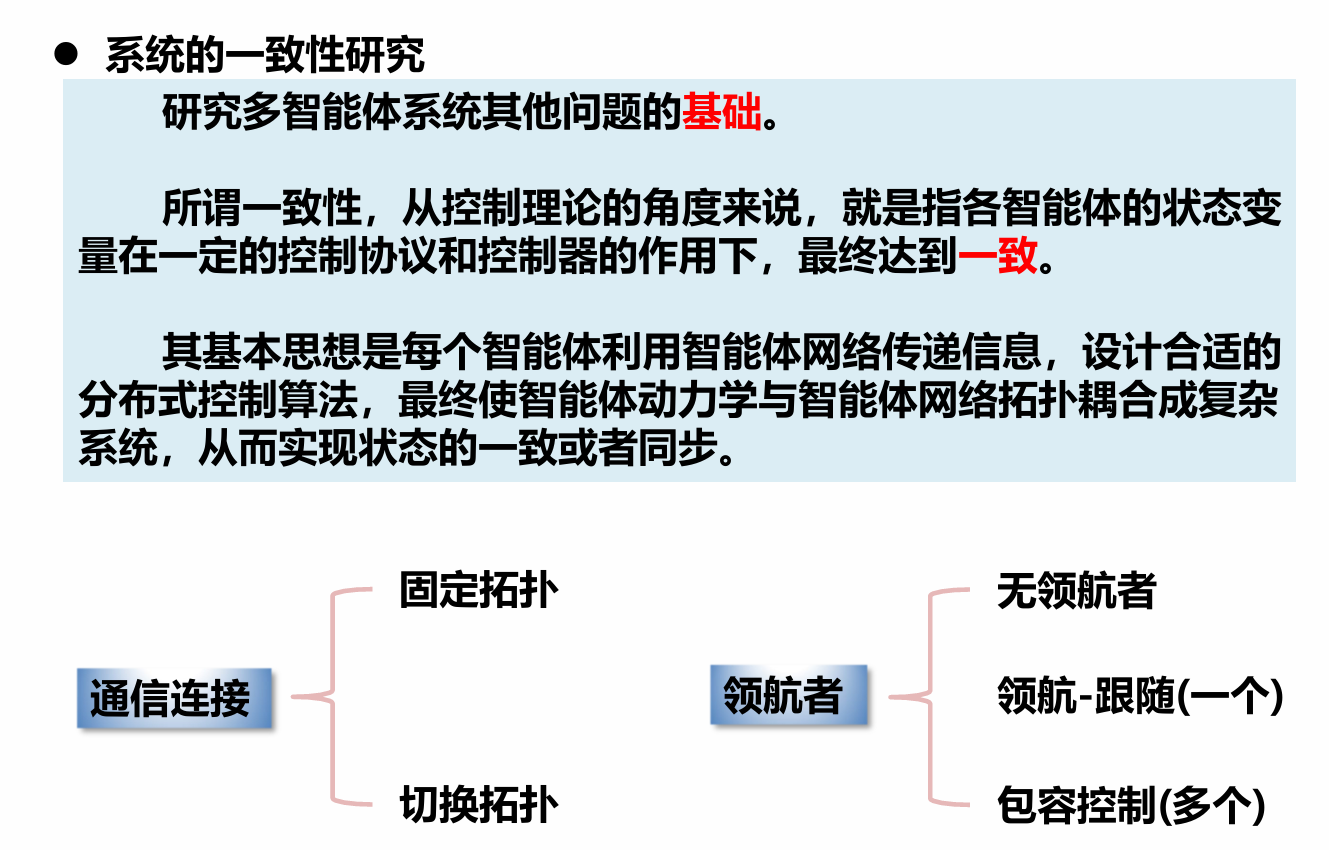 ● 系统的一致性研究
研究多智能体系统其他问题的基础。
所谓一致性，从控制理论的角度来说，就是指各智能体的状态变
量在一定的控制协议和控制器的作用下，最终达到一致。
其基本思想是每个智能体利用智能体网络传递信息，设计合适的
分布式控制算法，最终使智能体动力学与智能体网络拓扑耦合成复杂
系统，从而实现状态的一致或者同步。
通信连接
固定拓扑
切换拓扑
领航者
无领航者
领航-跟随(一个)
包容控制(多个)